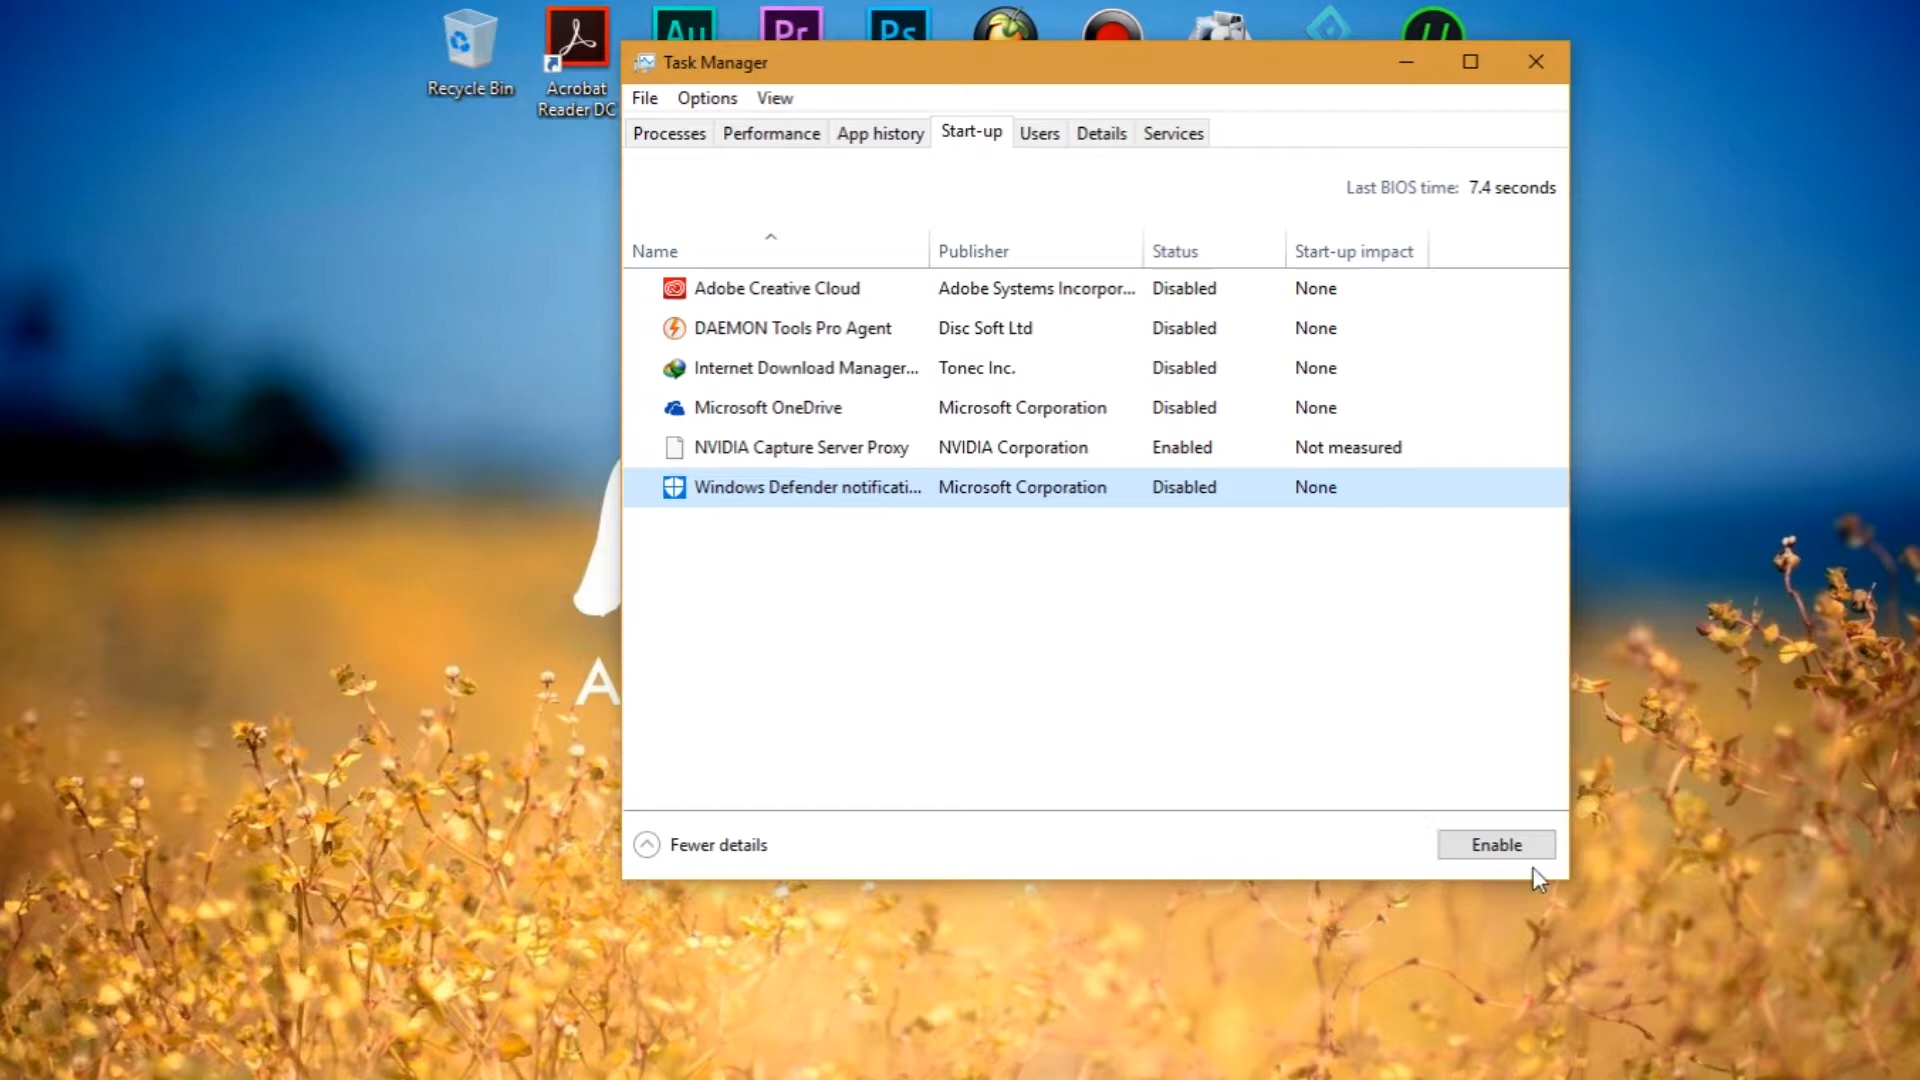 Recycle Bin
Acrobat
Reader DC
Au
Pr
Ps
Task Manager
File Options View
Processes Performance App history Start-up Users Details Services
Last BIOS time: 7.4 seconds
Name Publisher Status Start-up impact
Adobe Creative Cloud Adobe Systems Incorpor... Disabled None
DAEMON Tools Pro Agent Disc Soft Ltd Disabled None
Internet Download Manager... Tonec Inc. Disabled None
Microsoft OneDrive Microsoft Corporation Disabled None
NVIDIA Capture Server Proxy NVIDIA Corporation Enabled Not measured
Windows Defender notificati... Microsoft Corporation Disabled None
A
Fewer details Enable